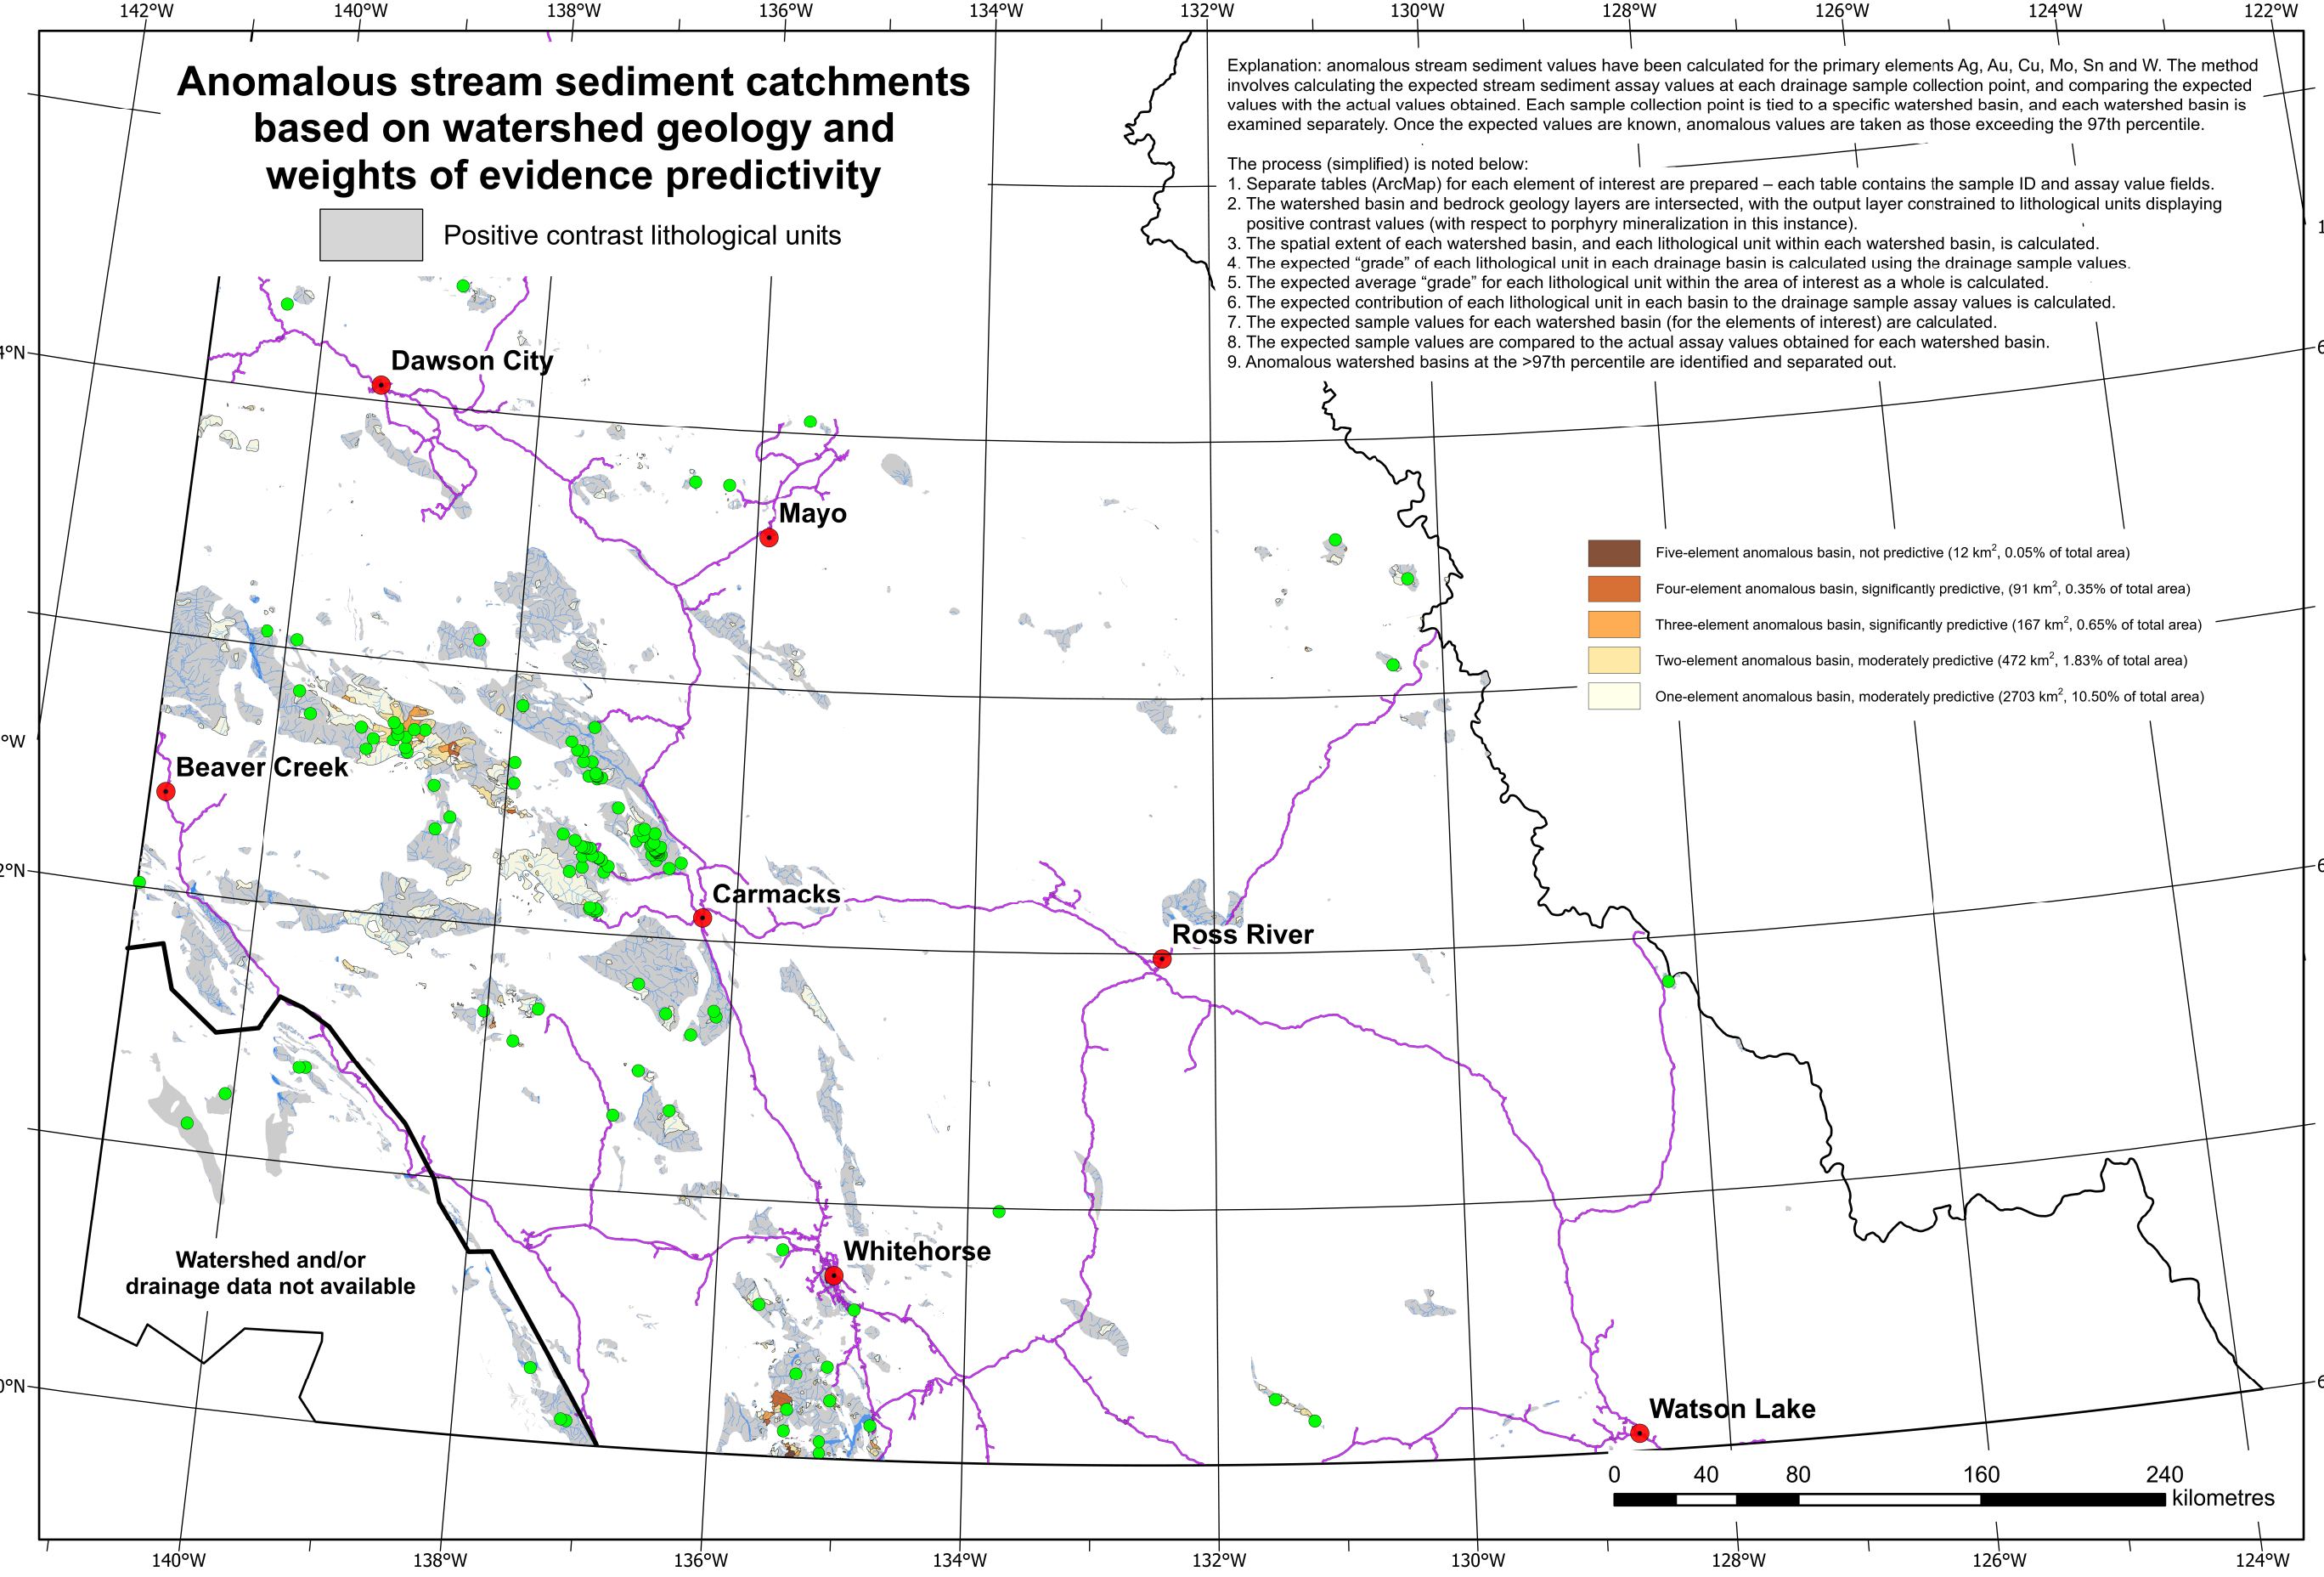 142°W
140°W
138°W
136°W
134°W
132°W
130°W
128°W
126°W
124°W
122°W
Anomalous stream sediment catchments
based on watershed geology and
weights of evidence predictivity
Positive contrast lithological units
Explanation: anomalous stream sediment values have been calculated for the primary elements Ag, Au, Cu, Mo, Sn and W. The method
involves calculating the expected stream sediment assay values at each drainage sample collection point, and comparing the expected
values with the actual values obtained. Each sample collection point is tied to a specific watershed basin, and each watershed basin is
examined separately. Once the expected values are known, anomalous values are taken as those exceeding the 97th percentile.
The process (simplified) is noted below:
1. Separate tables (ArcMap) for each element of interest are prepared – each table contains the sample ID and assay value fields.
2. The watershed basin and bedrock geology layers are intersected, with the output layer constrained to lithological units displaying
positive contrast values (with respect to porphyry mineralization in this instance).
3. The spatial extent of each watershed basin, and each lithological unit within each watershed basin, is calculated.
4. The expected “grade” of each lithological unit in each drainage basin is calculated using the drainage sample values.
5. The expected average “grade” for each lithological unit within the area of interest as a whole is calculated.
6. The expected contribution of each lithological unit in each basin to the drainage sample assay values is calculated.
7. The expected sample values for each watershed basin (for the elements of interest) are calculated.
8. The expected sample values are compared to the actual assay values obtained for each watershed basin.
9. Anomalous watershed basins at the >97th percentile are identified and separated out.
4°N
6
1
Dawson City
Mayo
Five-element anomalous basin, not predictive (12 km², 0.05% of total area)
Four-element anomalous basin, significantly predictive, (91 km², 0.35% of total area)
Three-element anomalous basin, significantly predictive (167 km², 0.65% of total area)
Two-element anomalous basin, moderately predictive (472 km², 1.83% of total area)
One-element anomalous basin, moderately predictive (2703 km², 10.50% of total area)
°W
Beaver Creek
2°N
6
Carmacks
Ross River
Whitehorse
Watershed and/or
drainage data not available
0°N
6
Watson Lake
0 40 80 160 240
kilometres
140°W
138°W
136°W
134°W
132°W
130°W
128°W
126°W
124°W